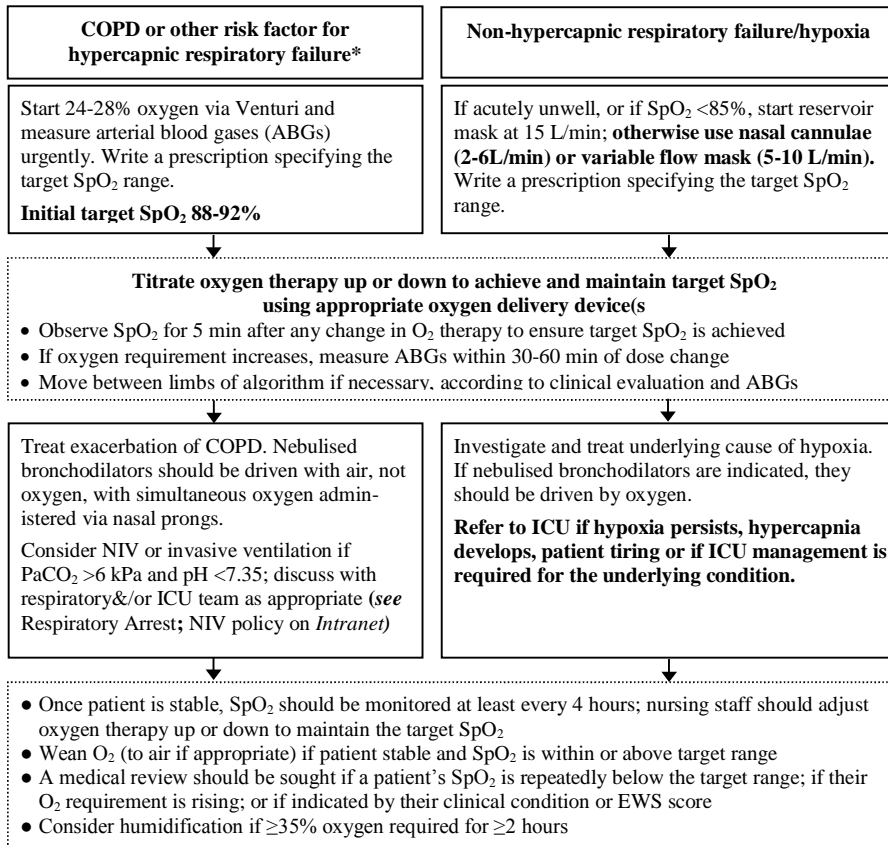 COPD or other risk factor for
hypercapnic respiratory failure*
Non-hypercapnic respiratory failure/hypoxia
Start 24-28% oxygen via Venturi and
measure arterial blood gases (ABGs)
urgently. Write a prescription specifying the
target SpO₂ range.
Initial target SpO₂ 88-92%
If acutely unwell, or if SpO₂ <85%, start reservoir
mask at 15 L/min; otherwise use nasal cannulae
(2-6L/min) or variable flow mask (5-10 L/min).
Write a prescription specifying the target SpO₂
range.
Titrate oxygen therapy up or down to achieve and maintain target SpO₂
using appropriate oxygen delivery device(s
• Observe SpO₂ for 5 min after any change in O₂ therapy to ensure target SpO₂ is achieved
• If oxygen requirement increases, measure ABGs within 30-60 min of dose change
• Move between limbs of algorithm if necessary, according to clinical evaluation and ABGs
Treat exacerbation of COPD. Nebulised
bronchodilators should be driven with air, not
oxygen, with simultaneous oxygen admin-
istered via nasal prongs.
Consider NIV or invasive ventilation if
PaCO₂ >6 kPa and pH <7.35; discuss with
respiratory&/or ICU team as appropriate (see
Respiratory Arrest; NIV policy on Intranet)
Investigate and treat underlying cause of hypoxia.
If nebulised bronchodilators are indicated, they
should be driven by oxygen.
Refer to ICU if hypoxia persists, hypercapnia
develops, patient tiring or if ICU management is
required for the underlying condition.
● Once patient is stable, SpO₂ should be monitored at least every 4 hours; nursing staff should adjust
oxygen therapy up or down to maintain the target SpO₂
● Wean O₂ (to air if appropriate) if patient stable and SpO₂ is within or above target range
● A medical review should be sought if a patient's SpO₂ is repeatedly below the target range; if their
O₂ requirement is rising; or if indicated by their clinical condition or EWS score
● Consider humidification if ≥35% oxygen required for ≥2 hours